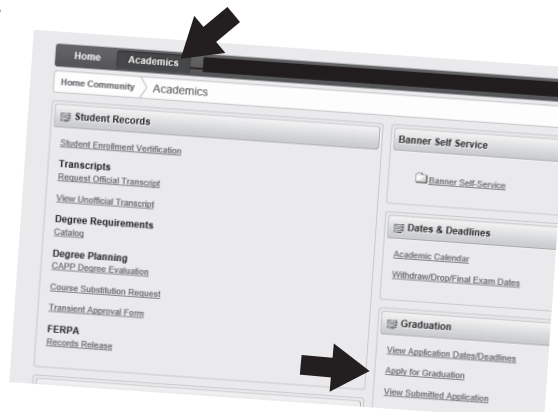 Home Academics
Home Community Academics
Student Records
Student Enrollment Vertification
Transcripts
Request Official Transcript
View Unofficial Transcript
Degree Requirements
Catalog
Degree Planning
CAPP Degree Evaluation
Course Substitution Request
Transient Approval Form
FERPA
Records Release
Banner Self Service
Banner Self-Service
Dates & Deadlines
Academic Calendar
Withdraw/Drop/Final Exam Dates
Graduation
View Application Dates/Deadlines
Apply for Graduation
View Submitted Application